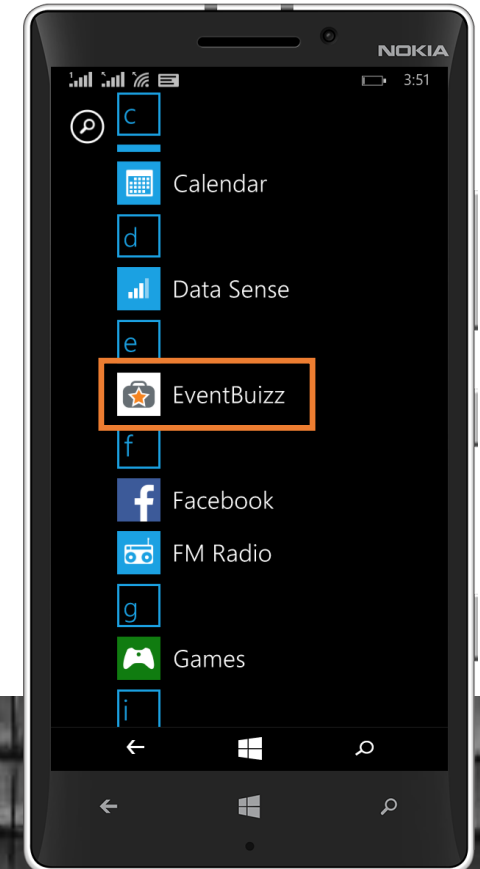 NOKIA
3:51
c
Calendar
d
Data Sense
e
EventBuizz
f
Facebook
FM Radio
g
Games
i